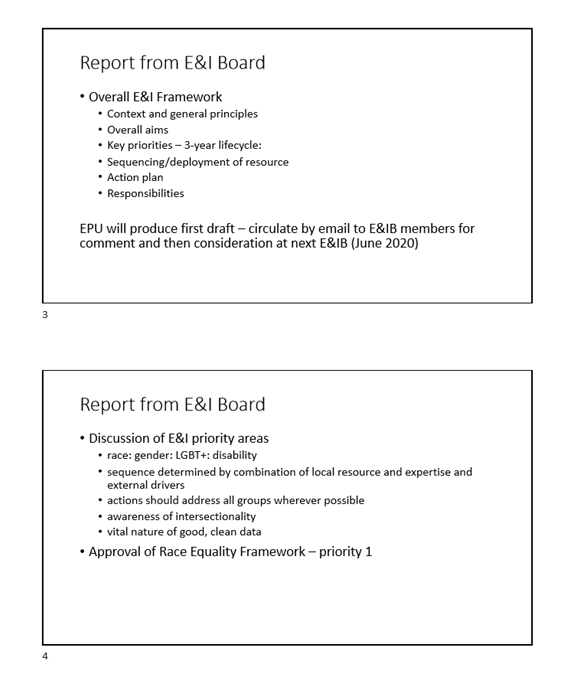 Report from E&I Board
• Overall E&I Framework
• Context and general principles
• Overall aims
• Key priorities – 3-year lifecycle:
• Sequencing/deployment of resource
• Action plan
• Responsibilities
EPU will produce first draft – circulate by email to E&IB members for
comment and then consideration at next E&IB (June 2020)
3
Report from E&I Board
• Discussion of E&I priority areas
• race: gender: LGBT+: disability
• sequence determined by combination of local resource and expertise and
external drivers
• actions should address all groups wherever possible
• awareness of intersectionality
• vital nature of good, clean data
• Approval of Race Equality Framework – priority 1
4